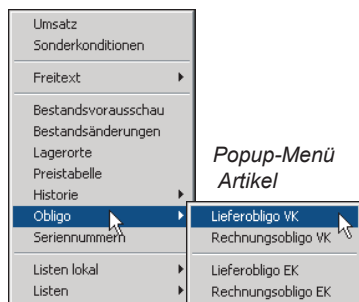 Umsatz
Sonderkonditionen
Freitext
Bestandsvorausschau
Bestandsänderungen
Lagerorte
Preistabelle
Historie
Obligo
Seriennummern
Listen lokal
Listen
Popup-Menü
Artikel
Lieferobligo VK
Rechnungsobligo VK
Lieferobligo EK
Rechnungsobligo EK